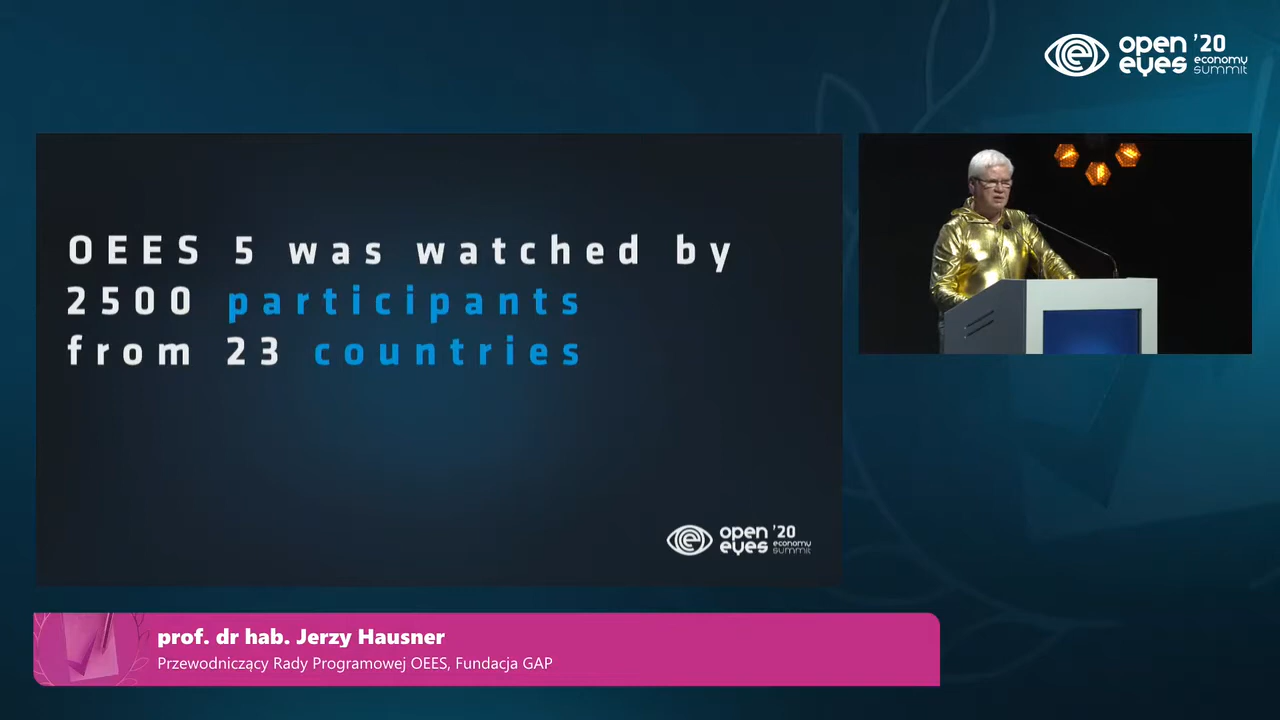 open '20
eyes economy
summit
OEES 5 was watched by
2500 participants
from 23 countries
open '20
eyes economy
summit
prof. dr hab. Jerzy Hausner
Przewodniczący Rady Programowej OEES, Fundacja GAP